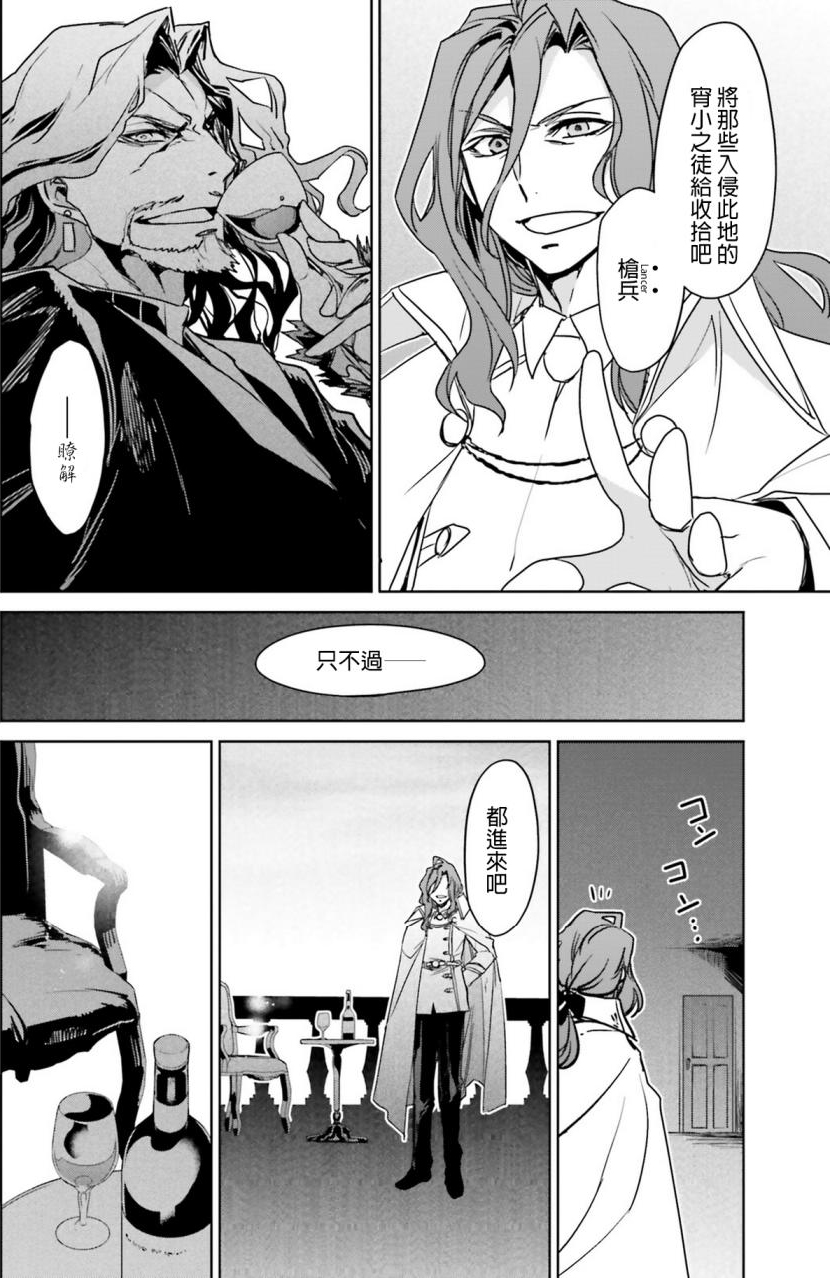 將那些入侵此地的
宵小之徒給收拾吧
槍兵
Lancer
──瞭解
只不過──
コン
コン…
都進來吧